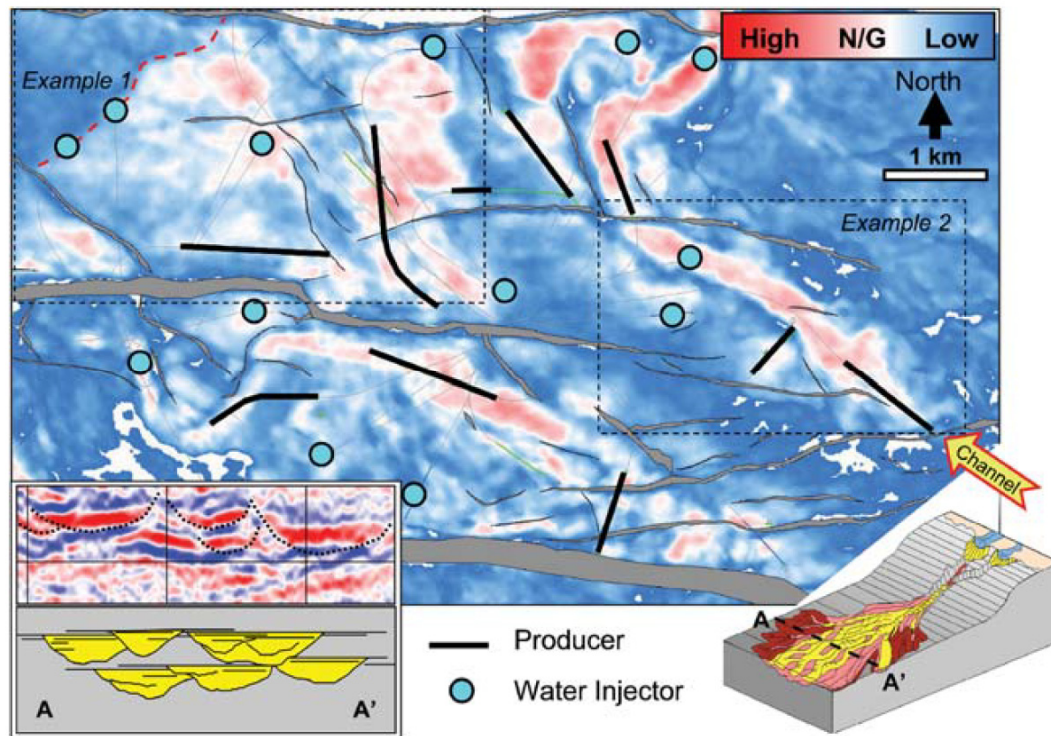 High N/G Low
Example 1
North
1 km
Example 2
Channel
A A'
Producer
Water Injector
A
A'